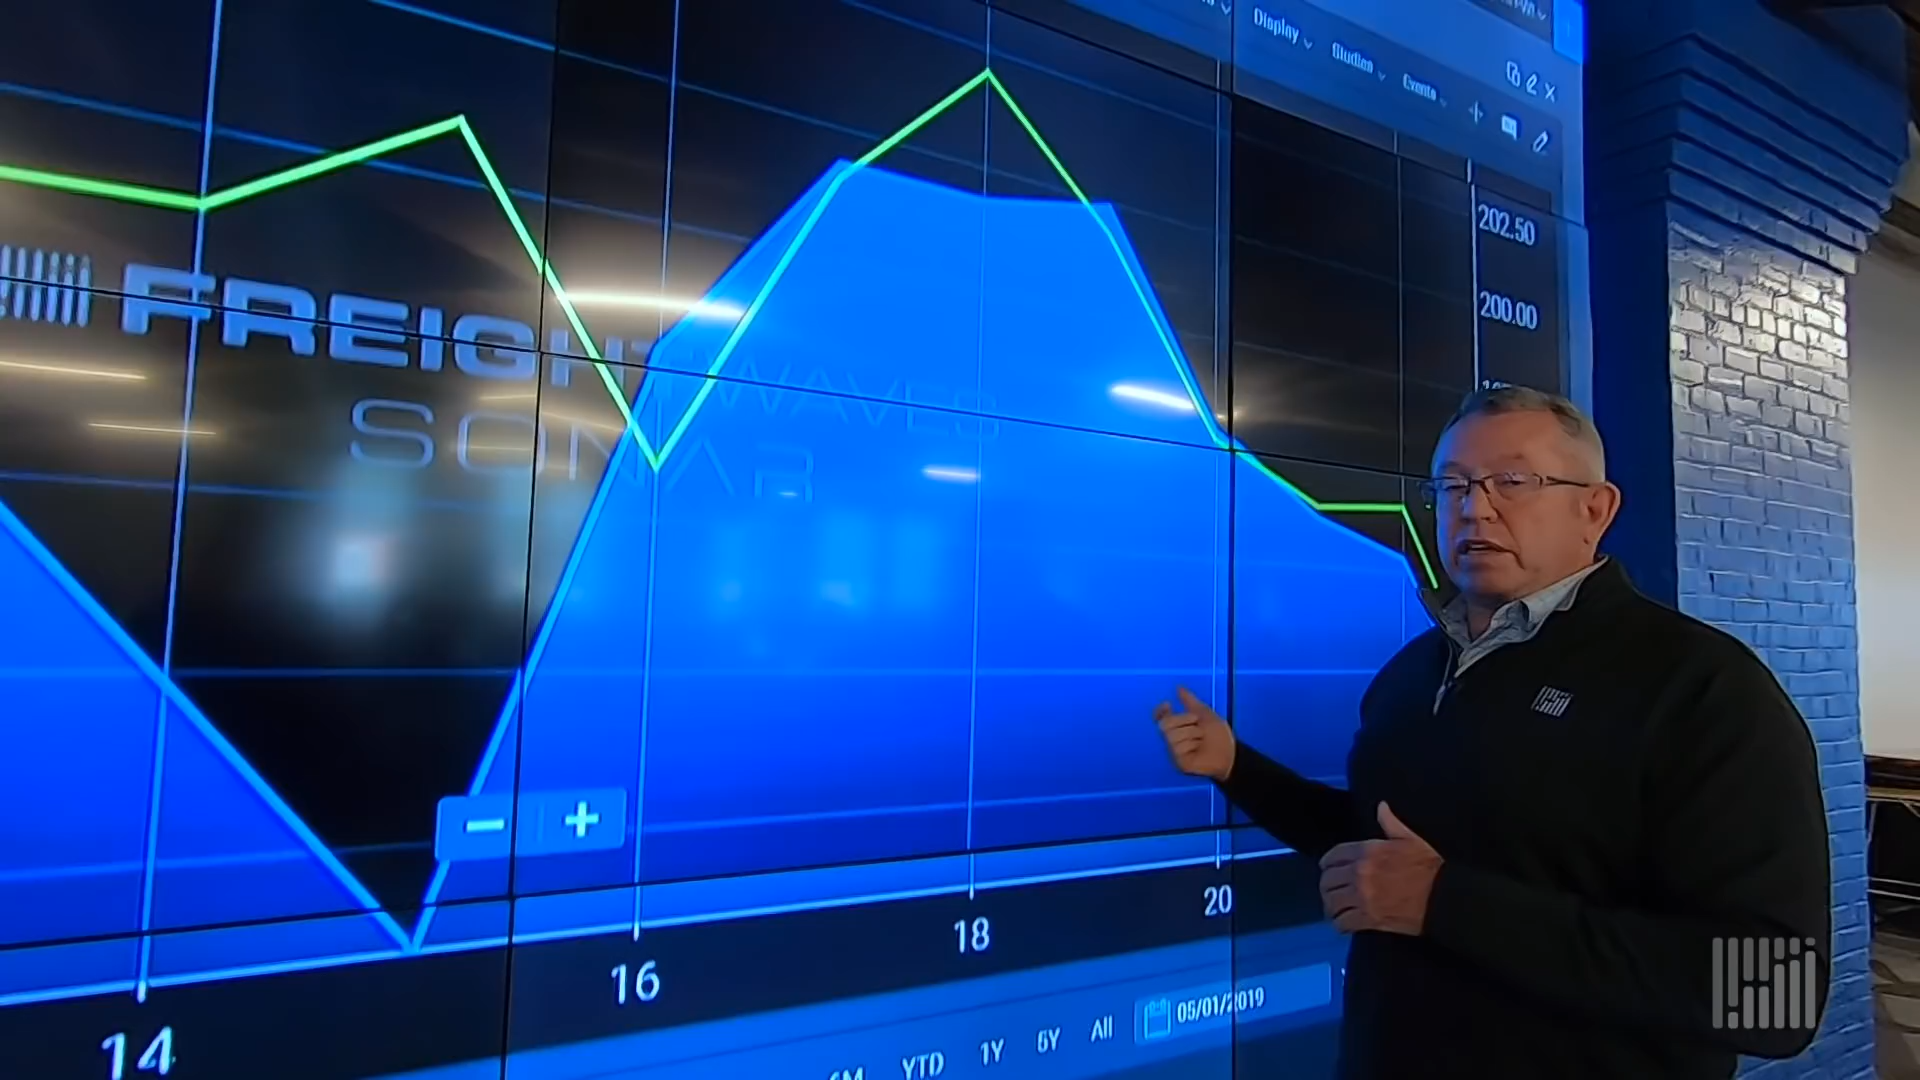 Display
Studies
Events
202.50
200.00
FREIGHTWAVES
SONAR
14
16
18
20
YTD
1Y
5Y
All
05/01/2019